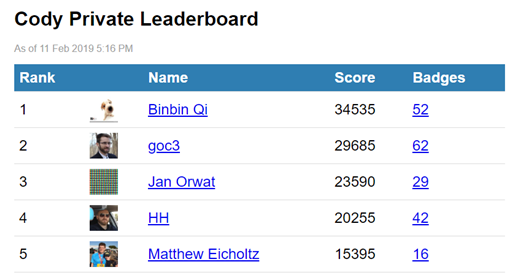 Cody Private Leaderboard
As of 11 Feb 2019 5:16 PM
Rank Name Score Badges
1 Binbin Qi 34535 52
2 goc3 29685 62
3 Jan Orwat 23590 29
4 HH 20255 42
5 Matthew Eicholtz 15395 16